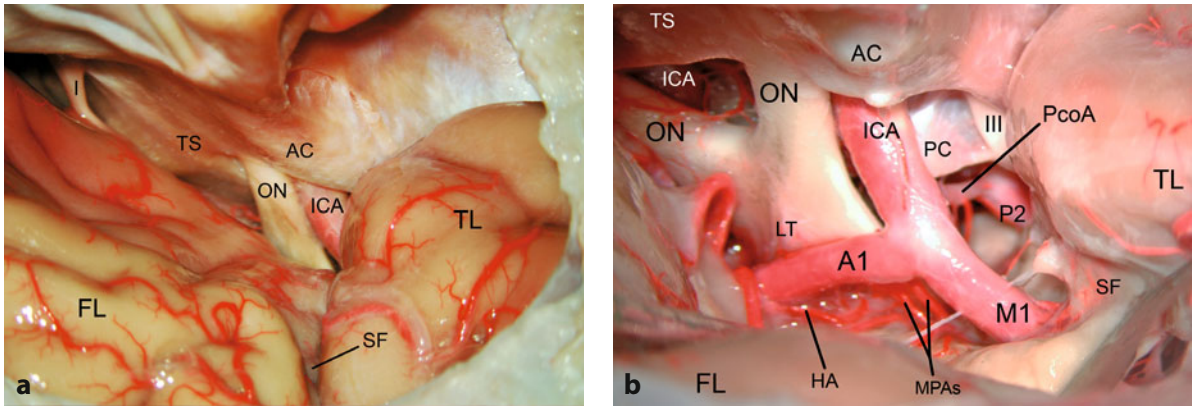 I
TS
AC
ON
ICA
TL
FL
SF
a
TS
AC
ICA
ON
ON
ICA
PC
III
PcoA
TL
P2
LT
A1
SF
M1
FL
HA
MPAs
b